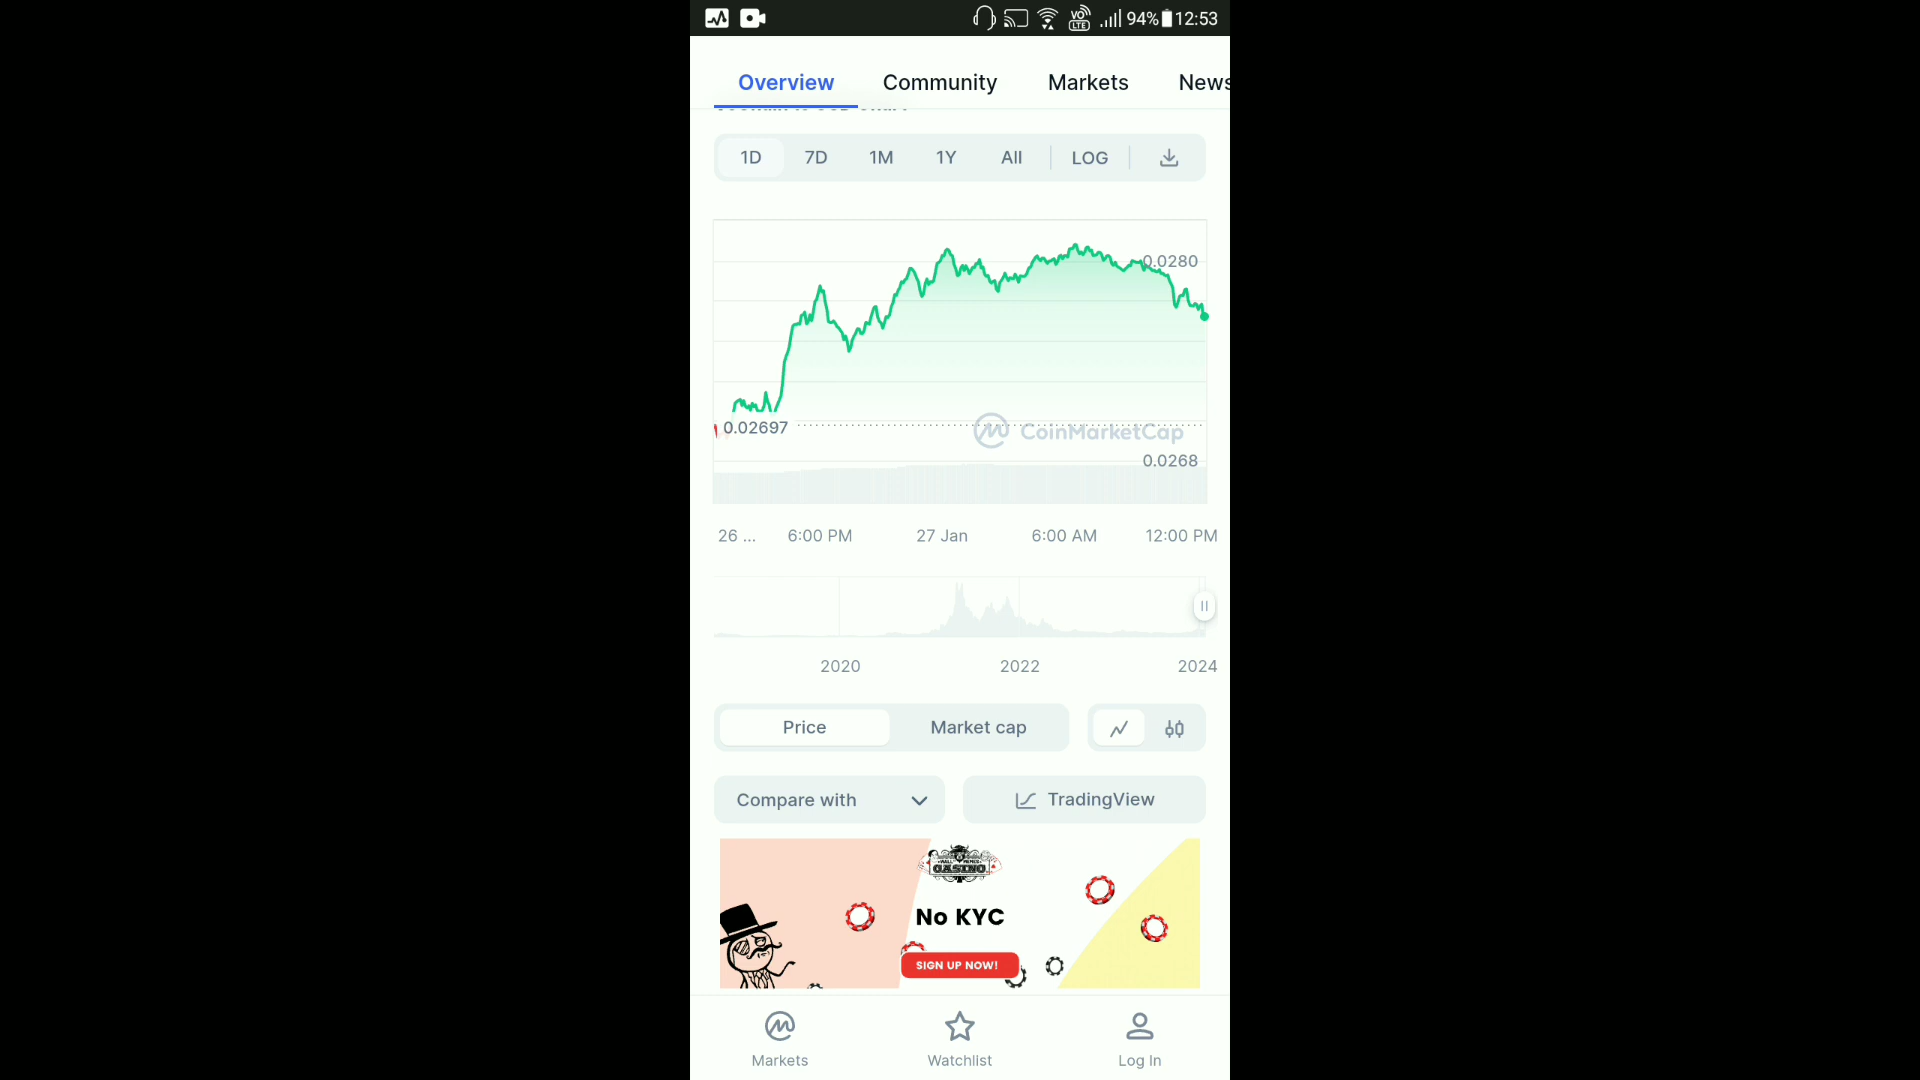 94% 12:53
VO
LTE
Overview Community Markets News
1D 7D 1M 1Y All LOG
0.0280
0.02697
CoinMarketCap
0.0268
26 ... 6:00 PM 27 Jan 6:00 AM 12:00 PM
2020 2022 2024
Price Market cap
Compare with TradingView
CASINO
No KYC
SIGN UP NOW!
Markets Watchlist Log In